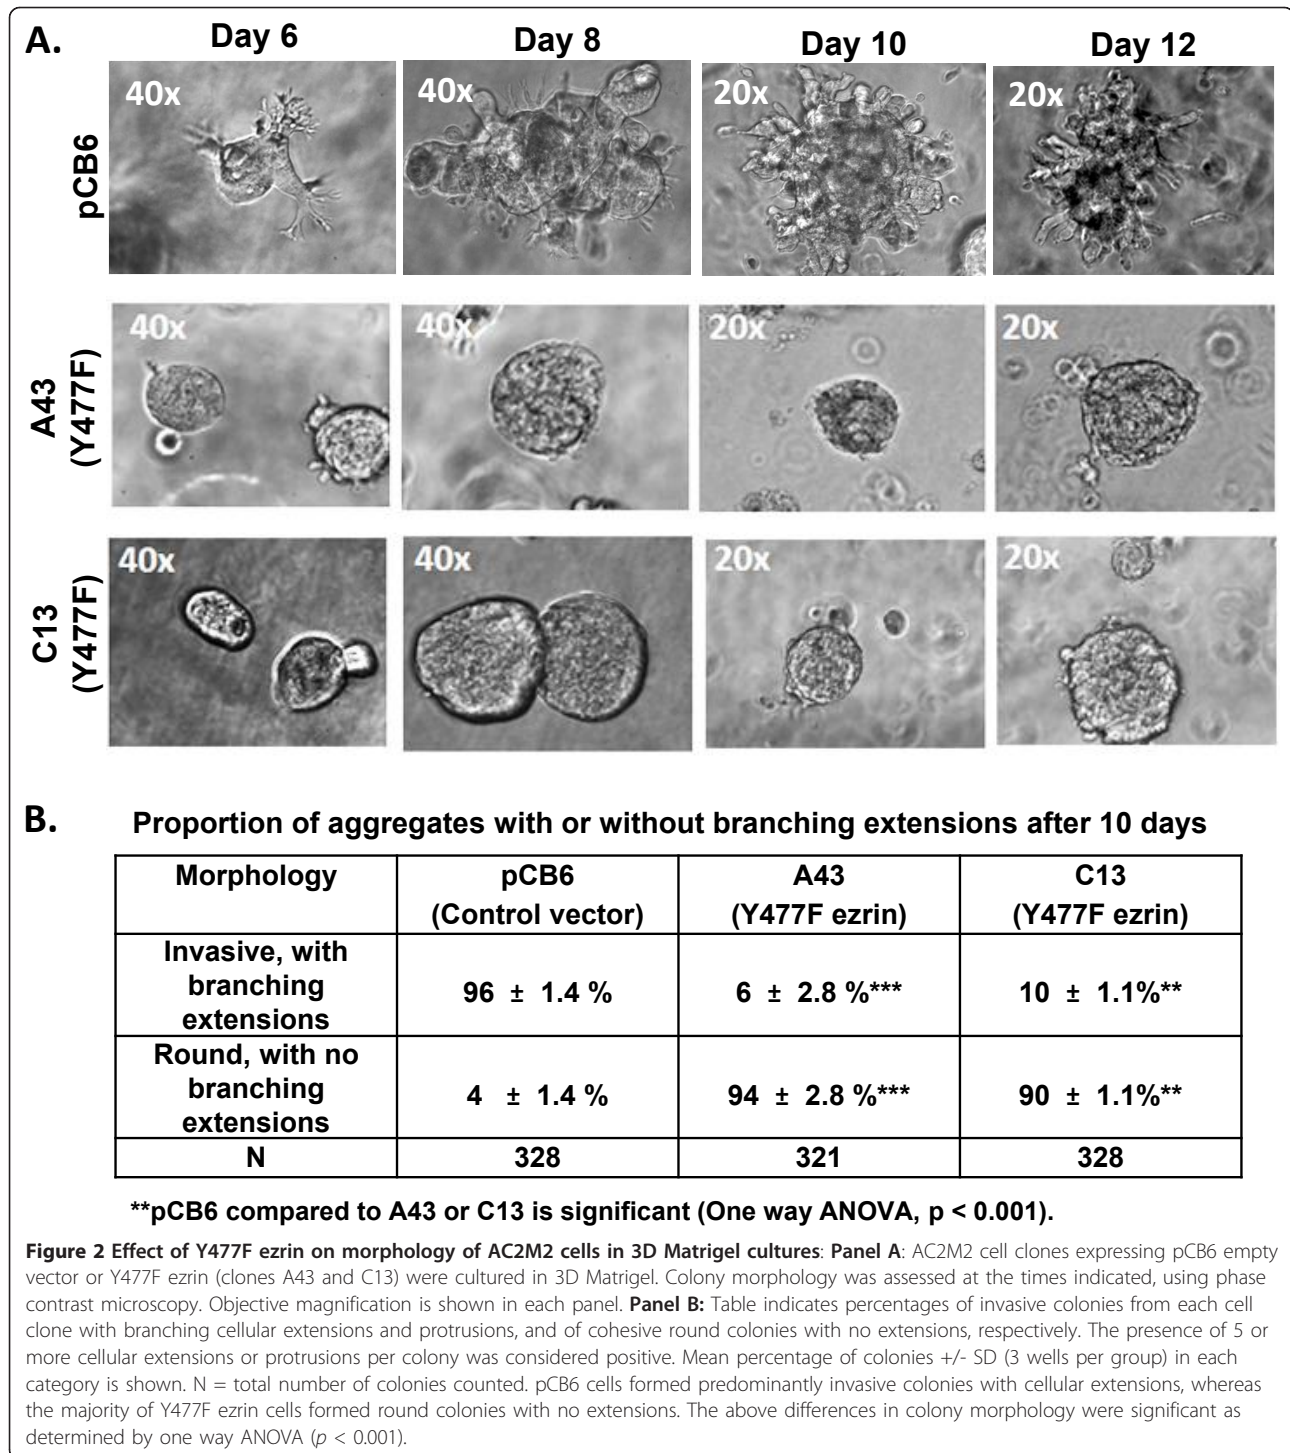 A.
Day 6
Day 8
Day 10
Day 12
pCB6
40x
40x
20x
20x
A43
(Y477F)
40x
40x
20x
20x
C13
(Y477F)
40x
40x
20x
20x
B.
Proportion of aggregates with or without branching extensions after 10 days
Morphology
pCB6
(Control vector)
A43
(Y477F ezrin)
C13
(Y477F ezrin)
Invasive, with
branching
extensions
96 ± 1.4 %
6 ± 2.8 %***
10 ± 1.1%**
Round, with no
branching
extensions
4 ± 1.4 %
94 ± 2.8 %***
90 ± 1.1%**
N
328
321
328
**pCB6 compared to A43 or C13 is significant (One way ANOVA, p < 0.001).
Figure 2 Effect of Y477F ezrin on morphology of AC2M2 cells in 3D Matrigel cultures: Panel A: AC2M2 cell clones expressing pCB6 empty
vector or Y477F ezrin (clones A43 and C13) were cultured in 3D Matrigel. Colony morphology was assessed at the times indicated, using phase
contrast microscopy. Objective magnification is shown in each panel. Panel B: Table indicates percentages of invasive colonies from each cell
clone with branching cellular extensions and protrusions, and of cohesive round colonies with no extensions, respectively. The presence of 5 or
more cellular extensions or protrusions per colony was considered positive. Mean percentage of colonies +/- SD (3 wells per group) in each
category is shown. N = total number of colonies counted. pCB6 cells formed predominantly invasive colonies with cellular extensions, whereas
the majority of Y477F ezrin cells formed round colonies with no extensions. The above differences in colony morphology were significant as
determined by one way ANOVA (p < 0.001).